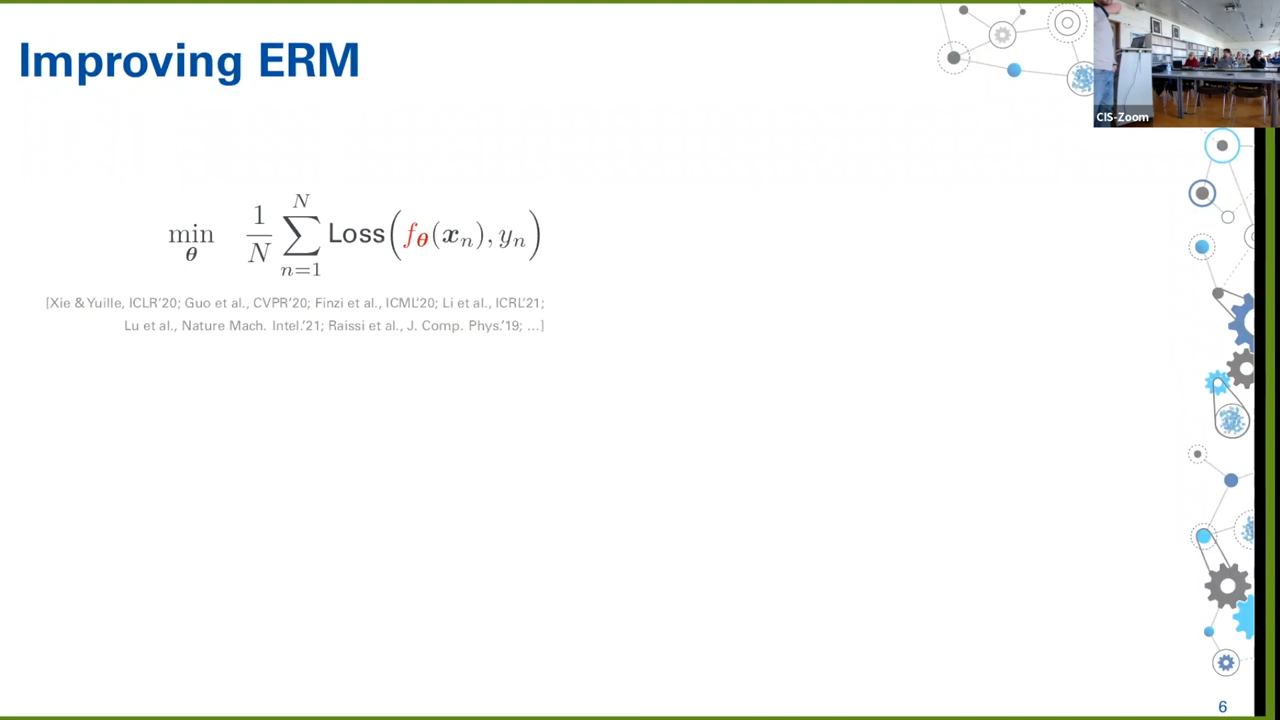 Improving ERM
CIS-Zoom
min_θ 1/N ∑_{n=1}^{N} Loss(f_θ(x_n), y_n)
[Xie & Yuille, ICLR'20; Guo et al., CVPR'20; Finzi et al., ICML'20; Li et al., ICRL'21;
Lu et al., Nature Mach. Intel.'21; Raissi et al., J. Comp. Phys.'19; ...]
6